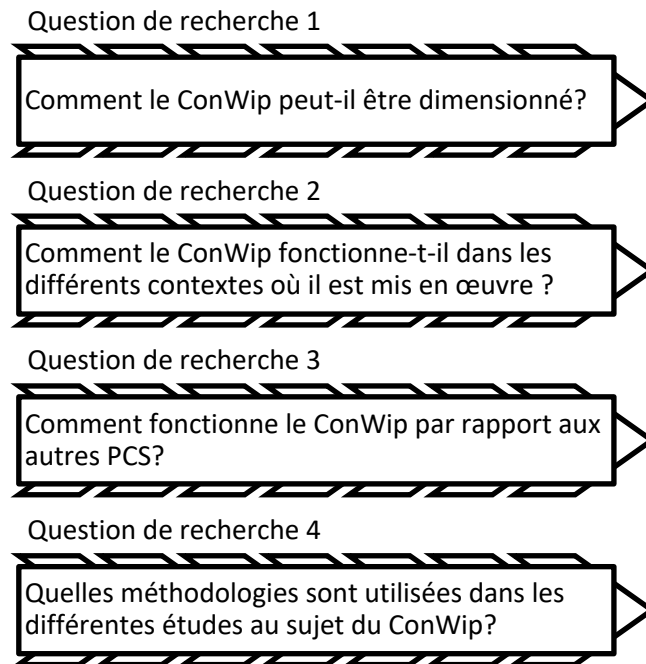 Question de recherche 1
Comment le ConWip peut-il être dimensionné?
Question de recherche 2
Comment le ConWip fonctionne-t-il dans les
différents contextes où il est mis en œuvre ?
Question de recherche 3
Comment fonctionne le ConWip par rapport aux
autres PCS?
Question de recherche 4
Quelles méthodologies sont utilisées dans les
différentes études au sujet du ConWip?